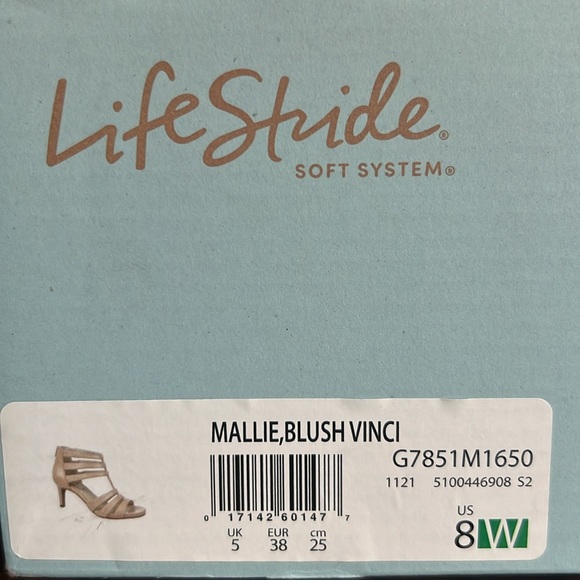 LifeStride®
SOFT SYSTEM®
MALLIE,BLUSH VINCI
G7851M1650
1121 5100446908 S2
0 17142 60147 7
UK EUR cm
5 38 25
US
8 W